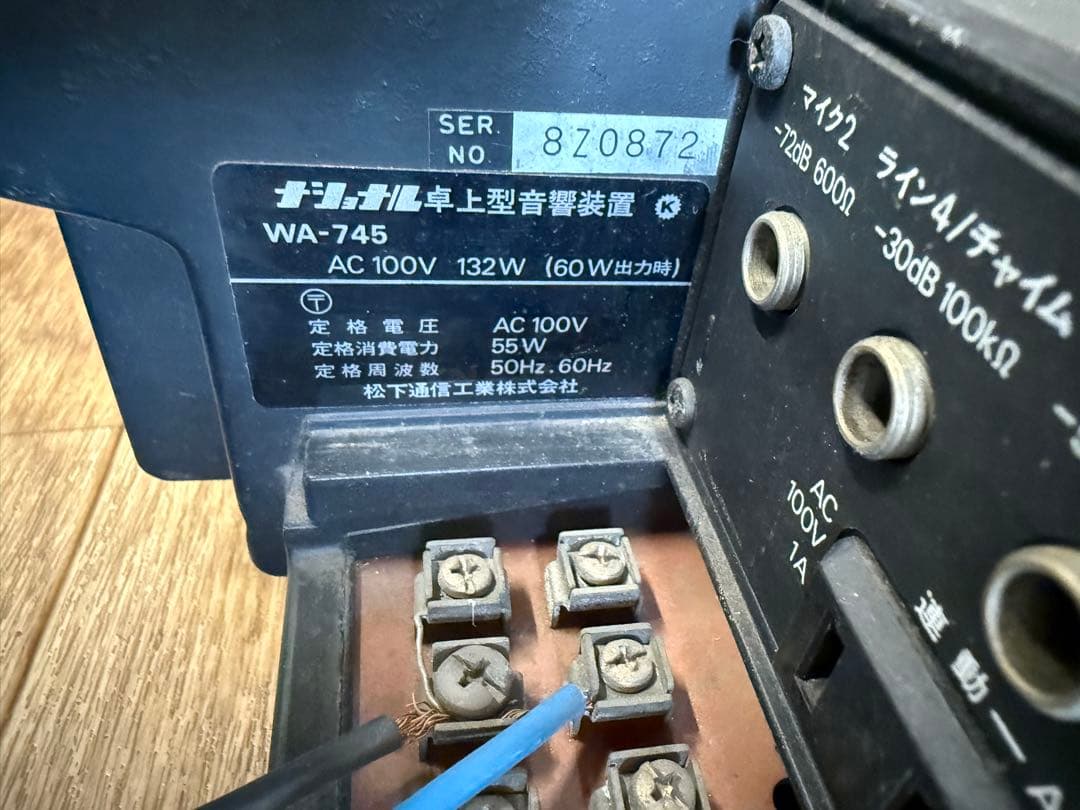 SER. NO. 8Z0872
ナショナル卓上型音響装置 K
WA-745
AC 100V 132W (60W出力時)
〒
定格電圧 AC 100V
定格消費電力 55W
定格周波数 50Hz.60Hz
松下通信工業株式会社
マイク2
-72dB 600Ω
ライン4/チャイム
-30dB 100kΩ
AC
100V
1A
連動